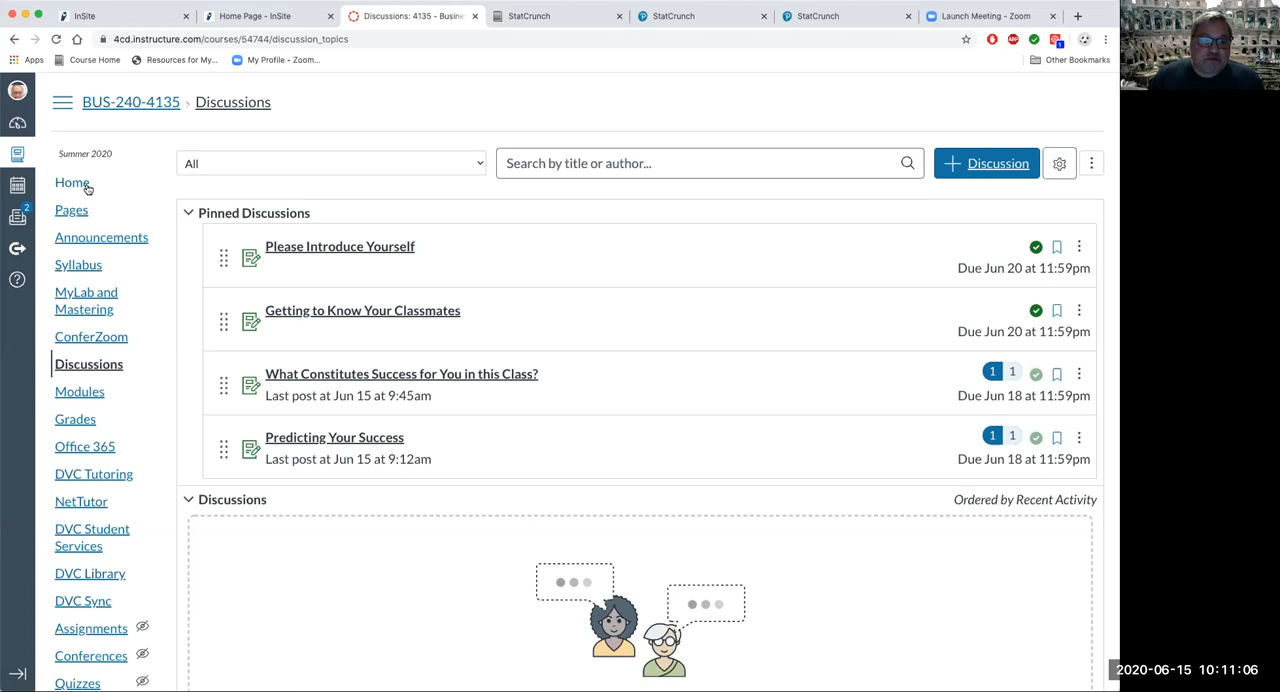 InSite
Home Page - InSite
Discussions: 4135 - Busine
StatCrunch
StatCrunch
StatCrunch
Launch Meeting - Zoom
4cd.instructure.com/courses/54744/discussion_topics
ABP
1
Apps
Course Home
Resources for My...
My Profile - Zoom...
Other Bookmarks
BUS-240-4135 › Discussions
Summer 2020
All
Search by title or author...
Discussion
Home
Pages
Announcements
Syllabus
MyLab and
Mastering
ConferZoom
Discussions
Modules
Grades
Office 365
DVC Tutoring
NetTutor
DVC Student
Services
DVC Library
DVC Sync
Assignments
Conferences
Quizzes
2
Pinned Discussions
Please Introduce Yourself
Due Jun 20 at 11:59pm
Getting to Know Your Classmates
Due Jun 20 at 11:59pm
What Constitutes Success for You in this Class?
1 1
Last post at Jun 15 at 9:45am
Due Jun 18 at 11:59pm
Predicting Your Success
1 1
Last post at Jun 15 at 9:12am
Due Jun 18 at 11:59pm
Discussions
Ordered by Recent Activity
2020-06-15 10:11:06